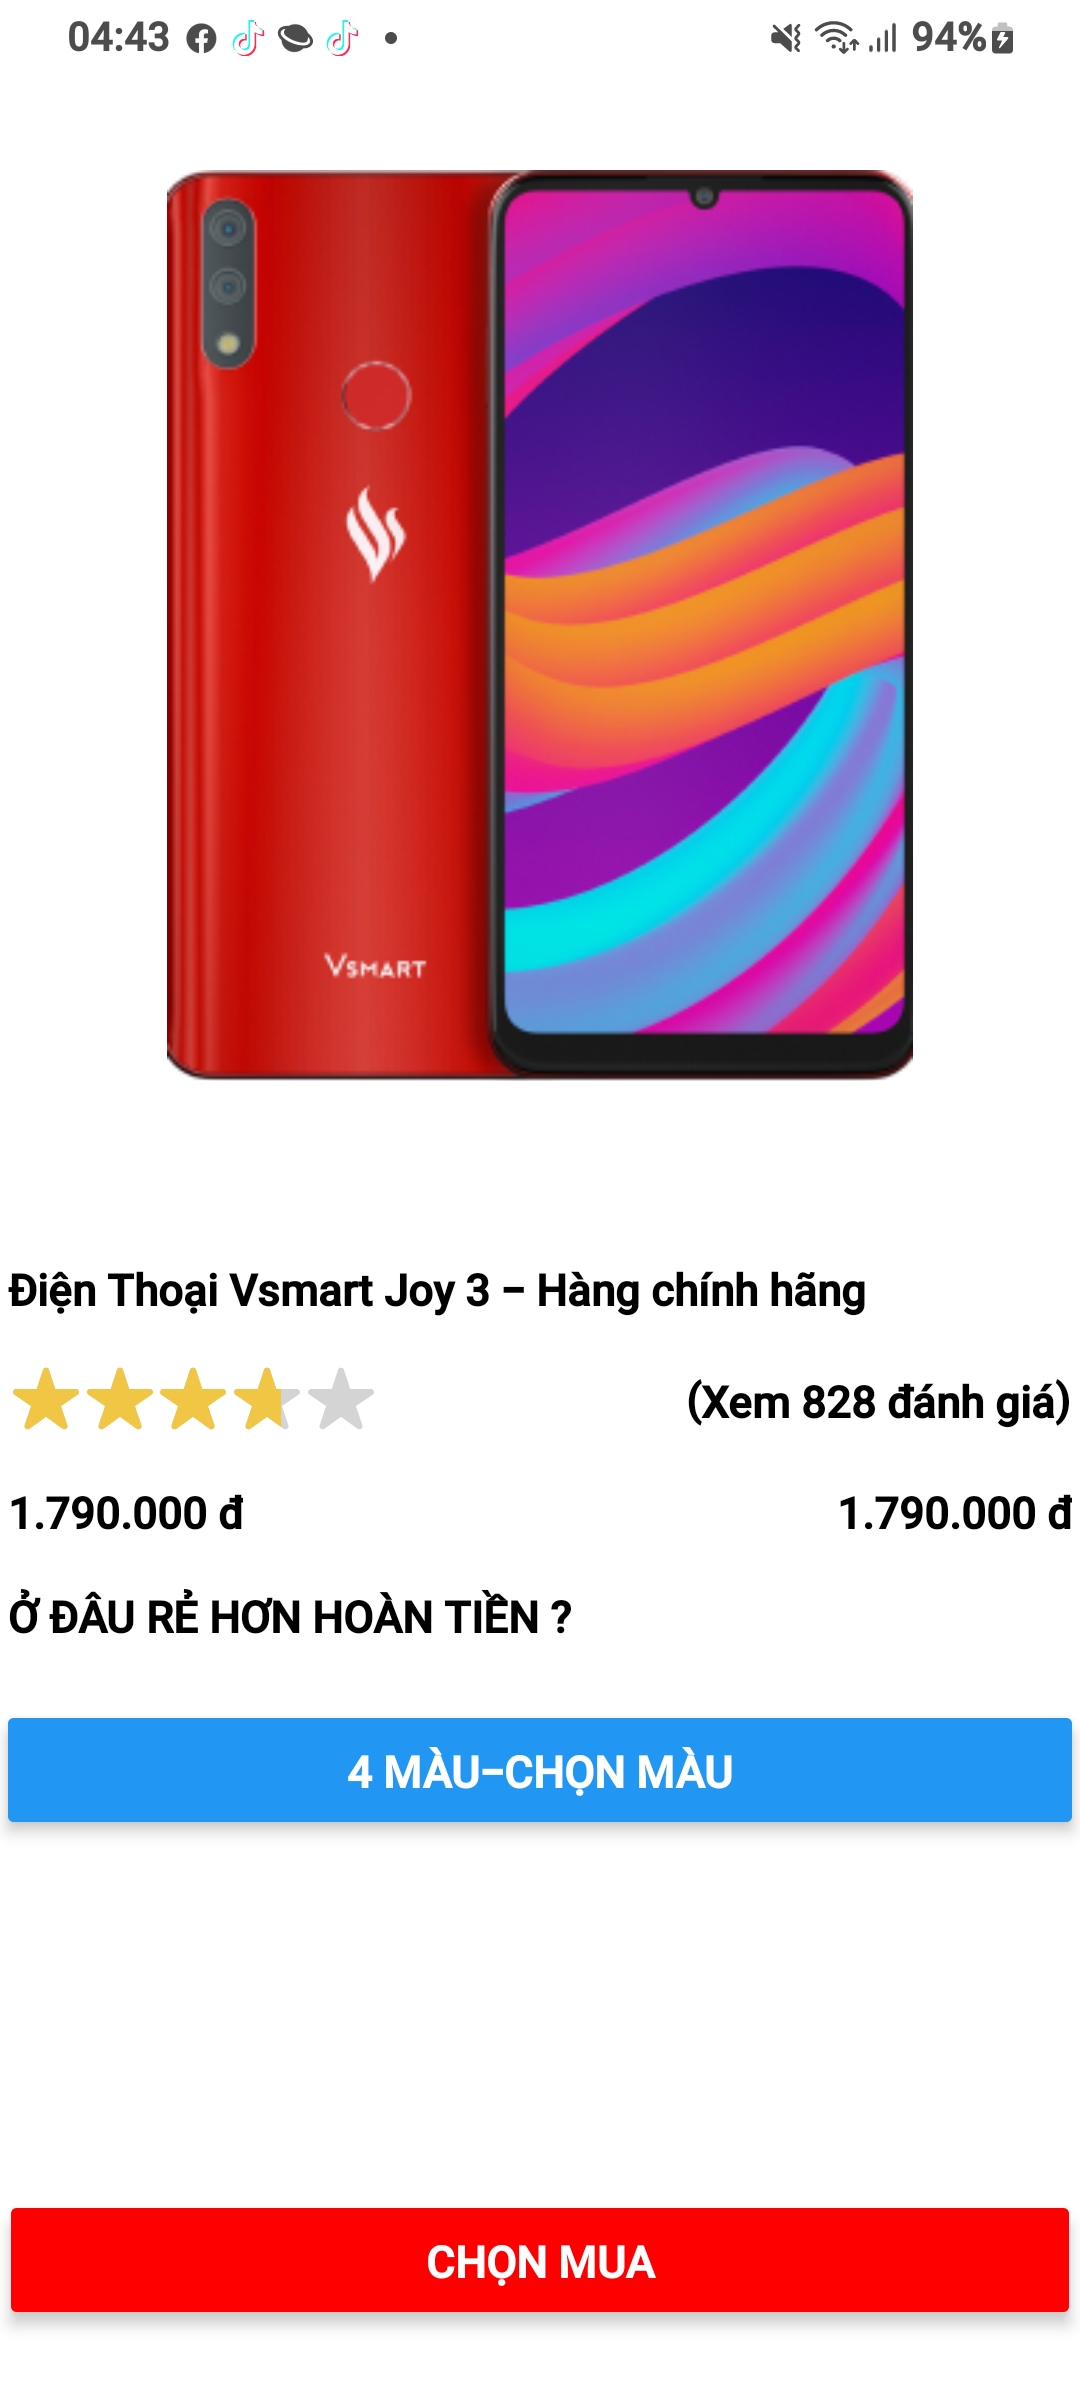 04:43
94%
VSMART
Điện Thoại Vsmart Joy 3 – Hàng chính hãng
(Xem 828 đánh giá)
1.790.000 đ
1.790.000 đ
Ở ĐÂU RẺ HƠN HOÀN TIỀN ?
4 MÀU-CHỌN MÀU
CHỌN MUA